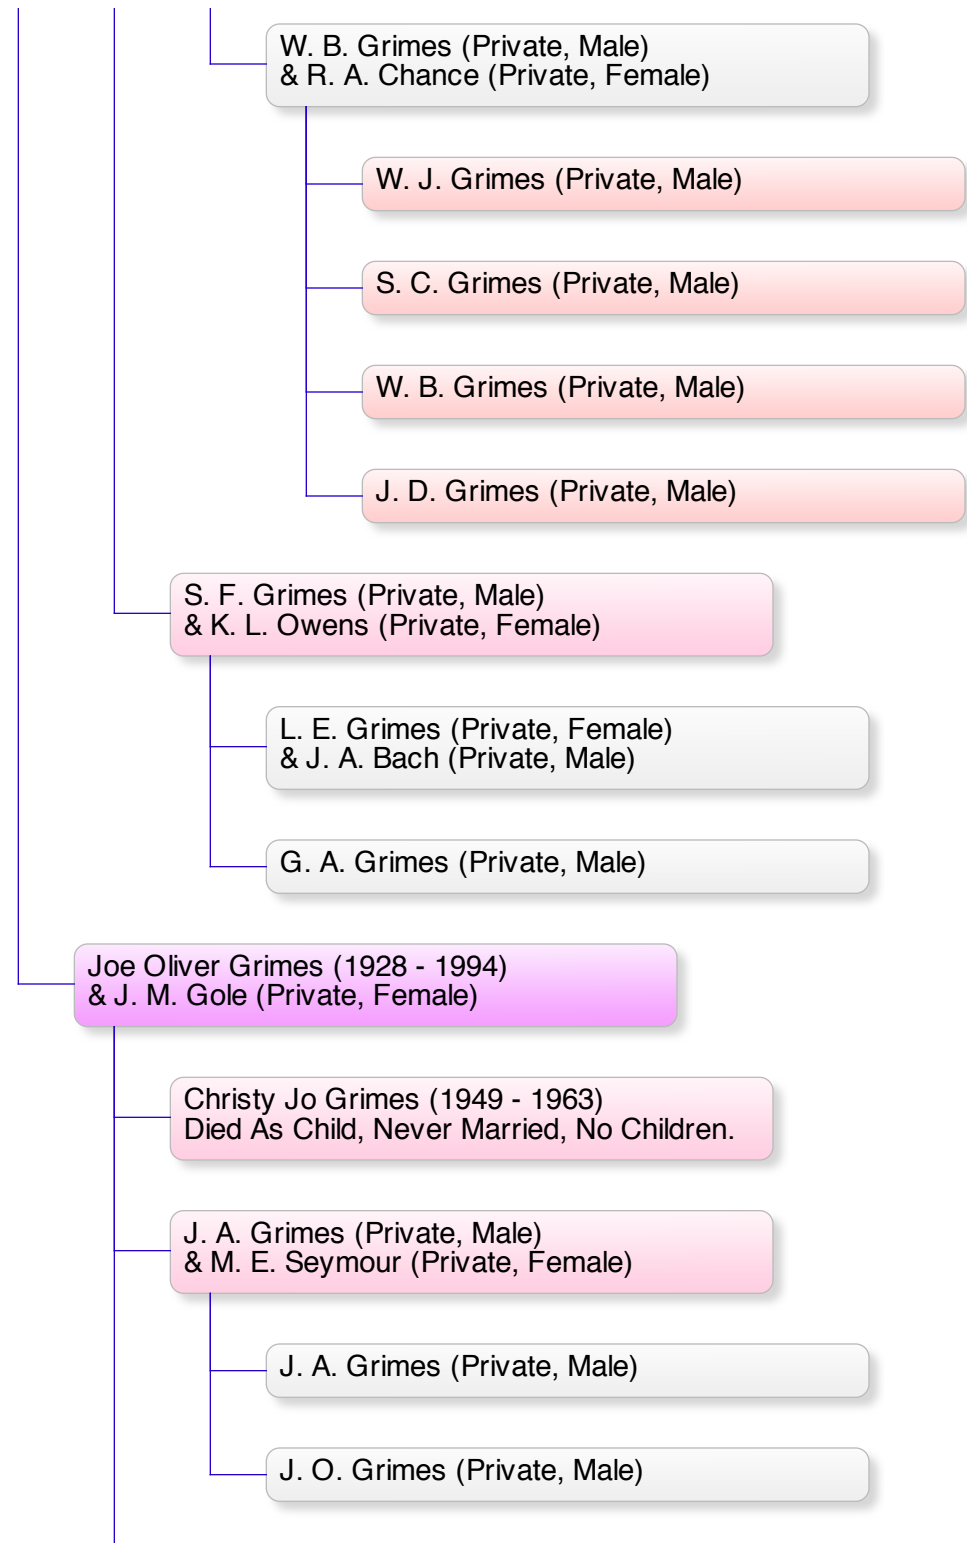 W. B. Grimes (Private, Male)
& R. A. Chance (Private, Female)
W. J. Grimes (Private, Male)
S. C. Grimes (Private, Male)
W. B. Grimes (Private, Male)
J. D. Grimes (Private, Male)
S. F. Grimes (Private, Male)
& K. L. Owens (Private, Female)
L. E. Grimes (Private, Female)
& J. A. Bach (Private, Male)
G. A. Grimes (Private, Male)
Joe Oliver Grimes (1928 - 1994)
& J. M. Gole (Private, Female)
Christy Jo Grimes (1949 - 1963)
Died As Child, Never Married, No Children.
J. A. Grimes (Private, Male)
& M. E. Seymour (Private, Female)
J. A. Grimes (Private, Male)
J. O. Grimes (Private, Male)